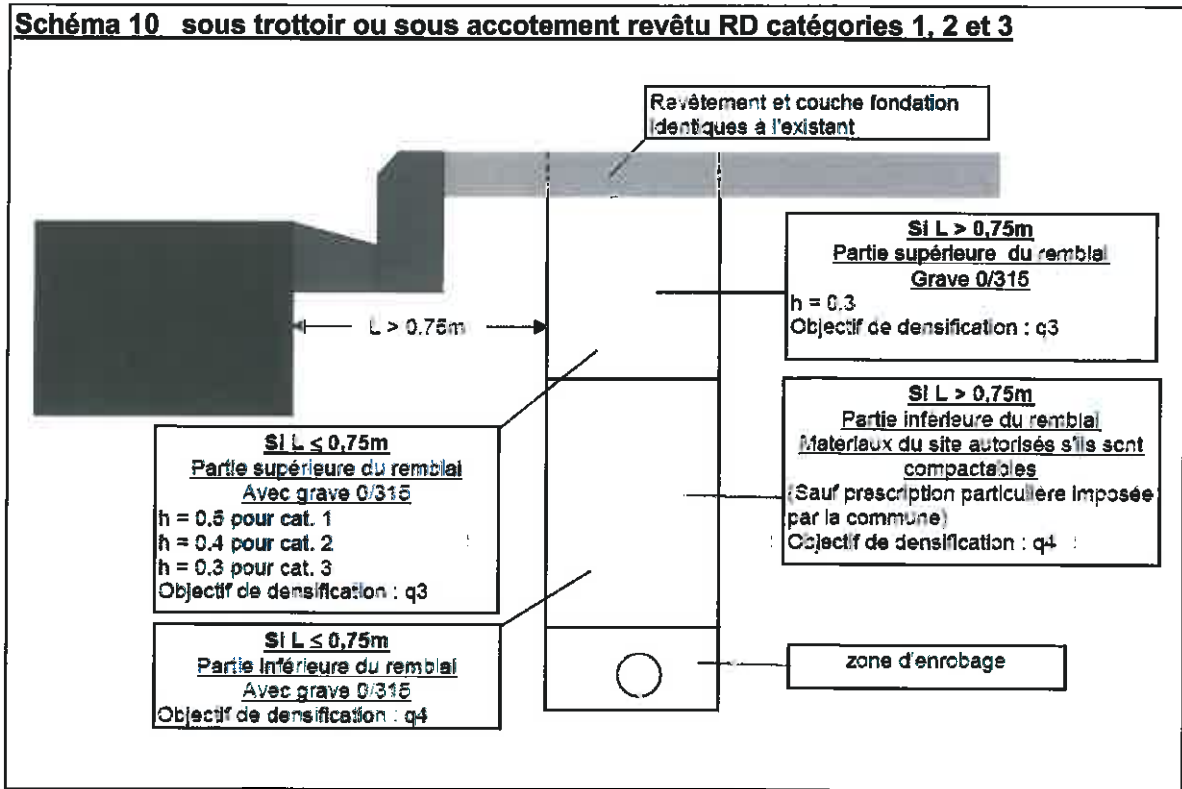 Schéma 10 sous trottoir ou sous accotement revêtu RD catégories 1, 2 et 3
Revêtement et couche fondation
identiques à l'existant
Si L > 0,75m
Partie supérieure du remblai
Grave 0/315
h = 0.3
Objectif de densification : q3
L > 0.75m
Si L > 0,75m
Partie inférieure du remblai
Matériaux du site autorisés s'ils sont
compactables
(Sauf prescription particulière imposée
par la commune)
Objectif de densification : q4
Si L ≤ 0,75m
Partie supérieure du remblai
Avec grave 0/315
h = 0.5 pour cat. 1
h = 0.4 pour cat. 2
h = 0.3 pour cat. 3
Objectif de densification : q3
Si L ≤ 0,75m
Partie inférieure du remblai
Avec grave 0/315
Objectif de densification : q4
zone d'enrobage